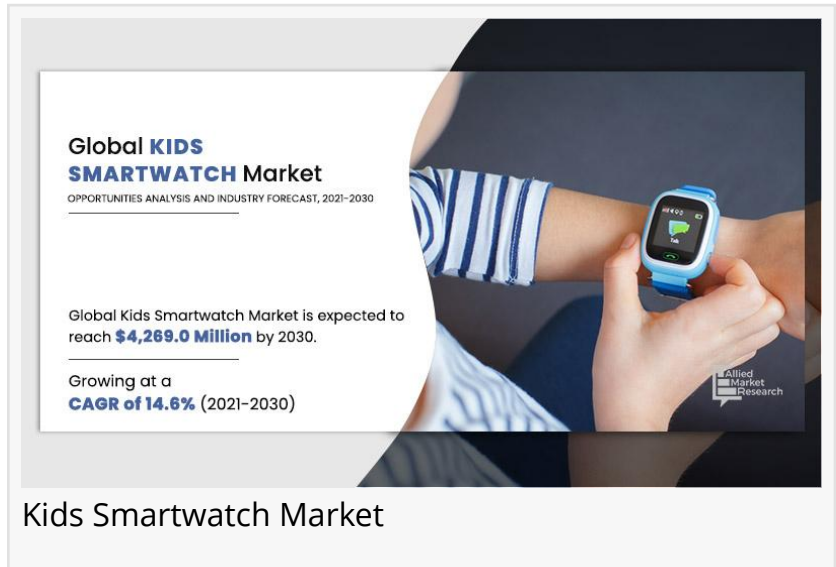 Global KIDS
SMARTWATCH Market
OPPORTUNITIES ANALYSIS AND INDUSTRY FORECAST, 2021-2030
Global Kids Smartwatch Market is expected to
reach $4,269.0 Million by 2030.
Growing at a
CAGR of 14.6% (2021-2030)
Talk
Allied
Market
Research
Kids Smartwatch Market